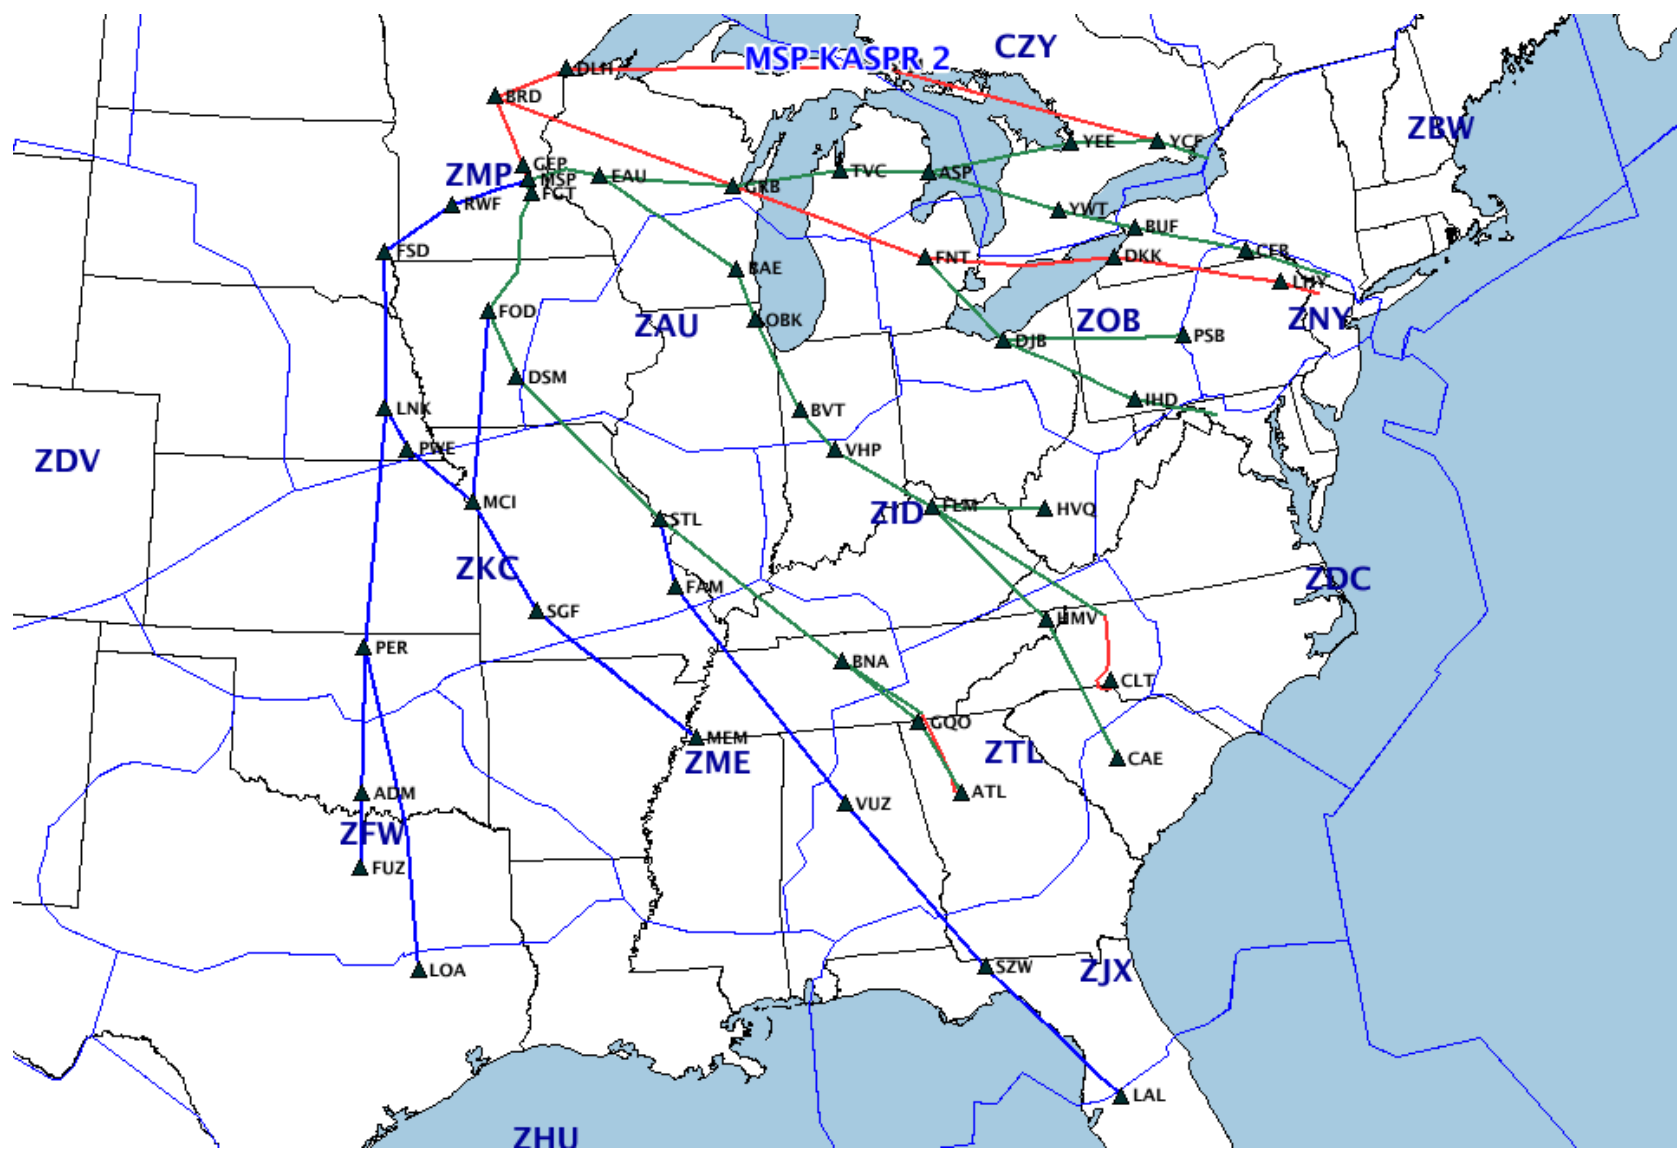 CZY
MSP KASPR 2
DLH
BRD
ZBW
YEE
YCF
GEP
ZMP
MSP
EAU
TVC
ASP
GRB
FGT
RWF
YWT
BUF
FSD
CFB
FNT
DKK
BAE
LHY
FOD
OBK
ZAU
ZOB
ZNY
DJB
PSB
DSM
IHD
LNK
BVT
PWE
VHP
ZDV
MCI
FLM
HVQ
ZID
STL
ZKC
ZDC
FAM
SGF
HMV
PER
BNA
CLT
GQO
MEM
ZTL
ZME
CAE
ADM
ATL
VUZ
ZFW
FUZ
SZW
LOA
ZJX
LAL
ZHU